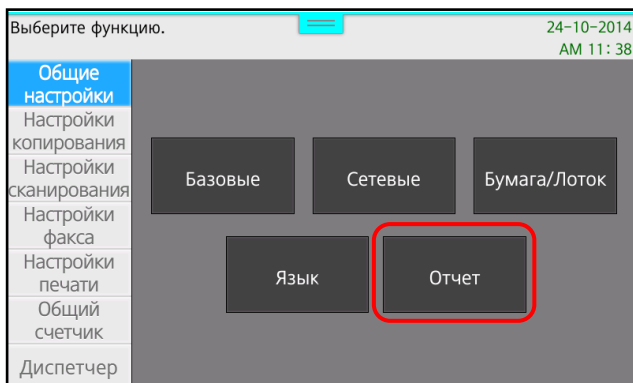 Выберите функцию.
24-10-2014
AM 11: 38
Общие
настройки
Настройки
копирования
Настройки
сканирования
Настройки
факса
Настройки
печати
Общий
счетчик
Диспетчер
Базовые
Сетевые
Бумага/Лоток
Язык
Отчет